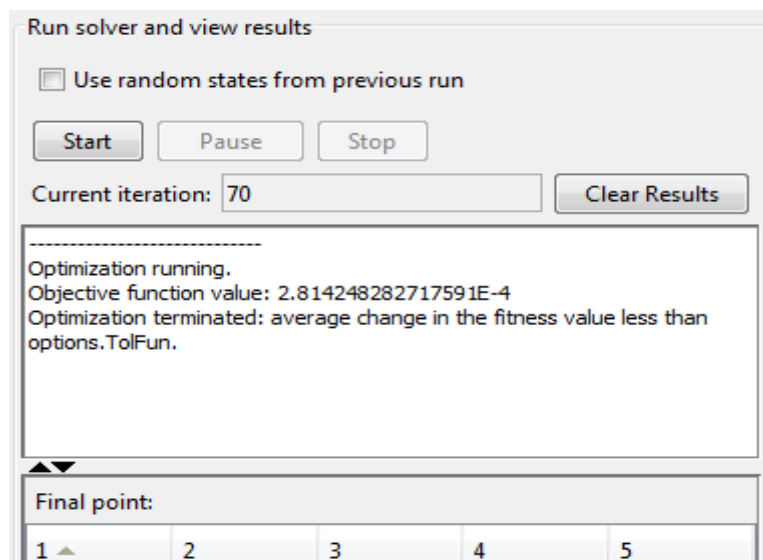 Run solver and view results
Use random states from previous run
Start Pause Stop
Current iteration: 70 Clear Results
-----------------------------
Optimization running.
Objective function value: 2.814248282717591E-4
Optimization terminated: average change in the fitness value less than
options.TolFun.
Final point:
1 2 3 4 5